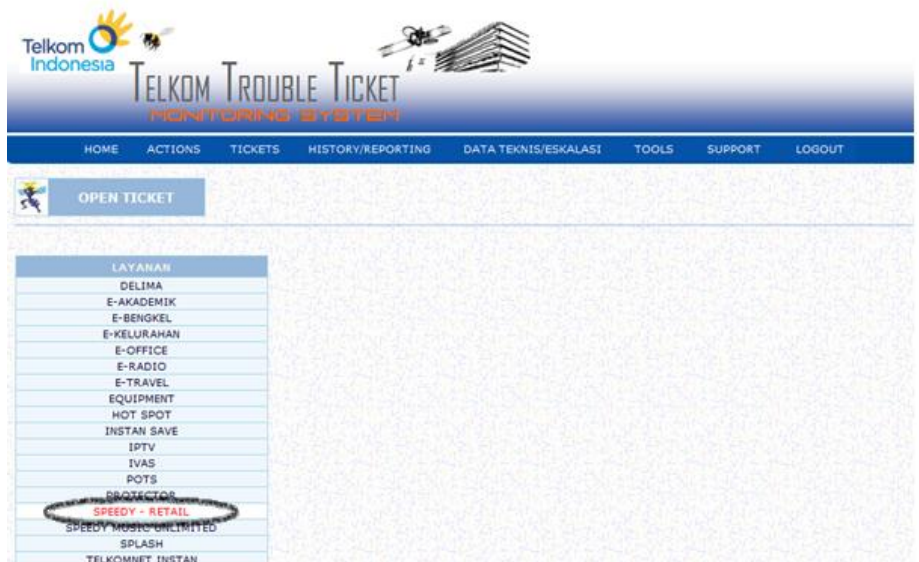 Telkom
Indonesia
TELKOM TROUBLE TICKET
MONITORING SYSTEM
HOME ACTIONS TICKETS HISTORY/REPORTING DATA TEKNIS/ESKALASI TOOLS SUPPORT LOGOUT
OPEN TICKET
LAYANAN
DELIMA
E-AKADEMIK
E-BENGKEL
E-KELURAHAN
E-OFFICE
E-RADIO
E-TRAVEL
EQUIPMENT
HOT SPOT
INSTAN SAVE
IPTV
IVAS
POTS
PROTECTOR
SPEEDY - RETAIL
SPEEDY MUSIC UNLIMITED
SPLASH
TELKOMNET INSTAN